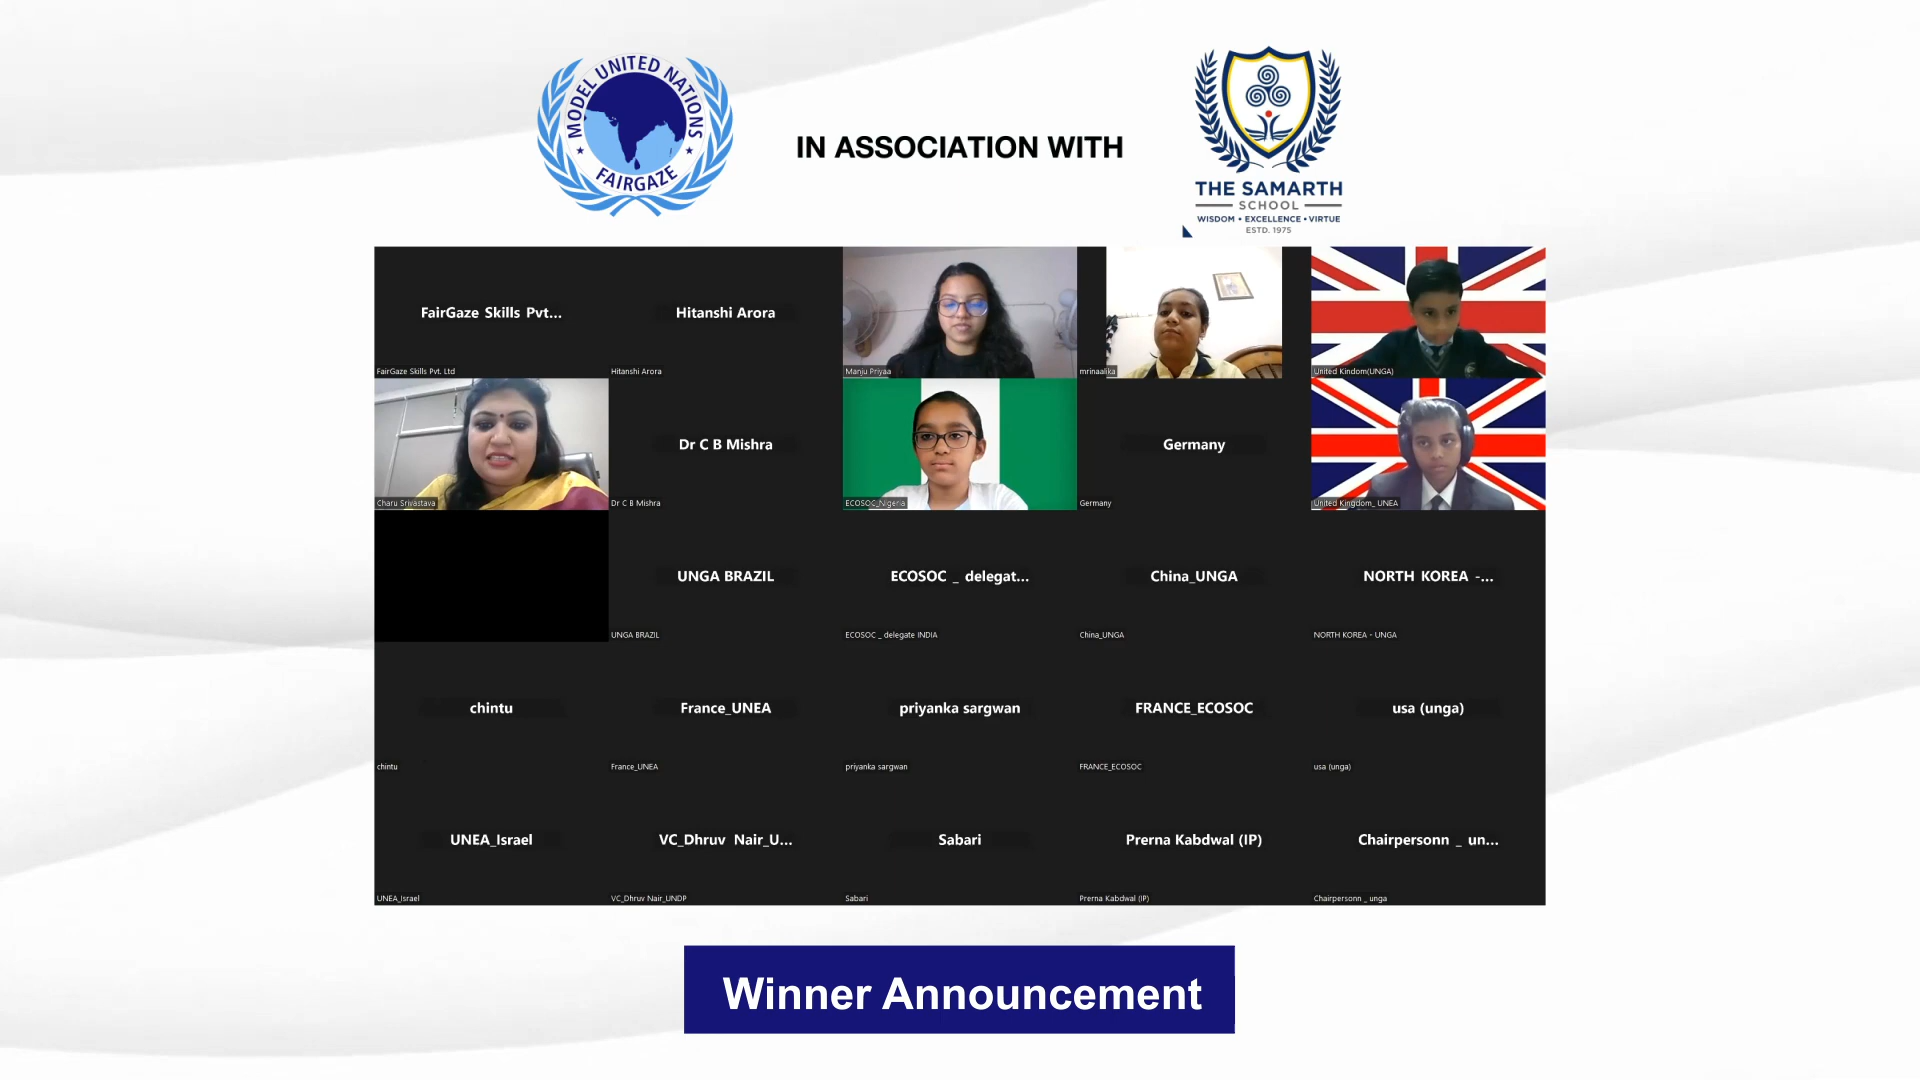 MODEL UNITED NATIONS
FAIRGAZE
IN ASSOCIATION WITH
THE SAMARTH
SCHOOL
WISDOM • EXCELLENCE • VIRTUE
ESTD. 1975
FairGaze Skills Pvt...
Hitanshi Arora
FairGaze Skills Pvt. Ltd
Hitanshi Arora
Manju Priyaa
mrinaalika
United Kindom(UNGA)
Dr C B Mishra
Germany
Charu Srivastava
Dr C B Mishra
ECOSOC_Nigeria
Germany
United Kingdom_ UNEA
UNGA BRAZIL
ECOSOC _ delegat...
China_UNGA
NORTH KOREA -...
UNGA BRAZIL
ECOSOC _ delegate INDIA
China_UNGA
NORTH KOREA - UNGA
chintu
France_UNEA
priyanka sargwan
FRANCE_ECOSOC
usa (unga)
chintu
France_UNEA
priyanka sargwan
FRANCE_ECOSOC
usa (unga)
UNEA_Israel
VC_Dhruv Nair_U...
Sabari
Prerna Kabdwal (IP)
Chairpersonn _ un...
UNEA_Israel
VC_Dhruv Nair_UNDP
Sabari
Prerna Kabdwal (IP)
Chairpersonn _ unga
Winner Announcement